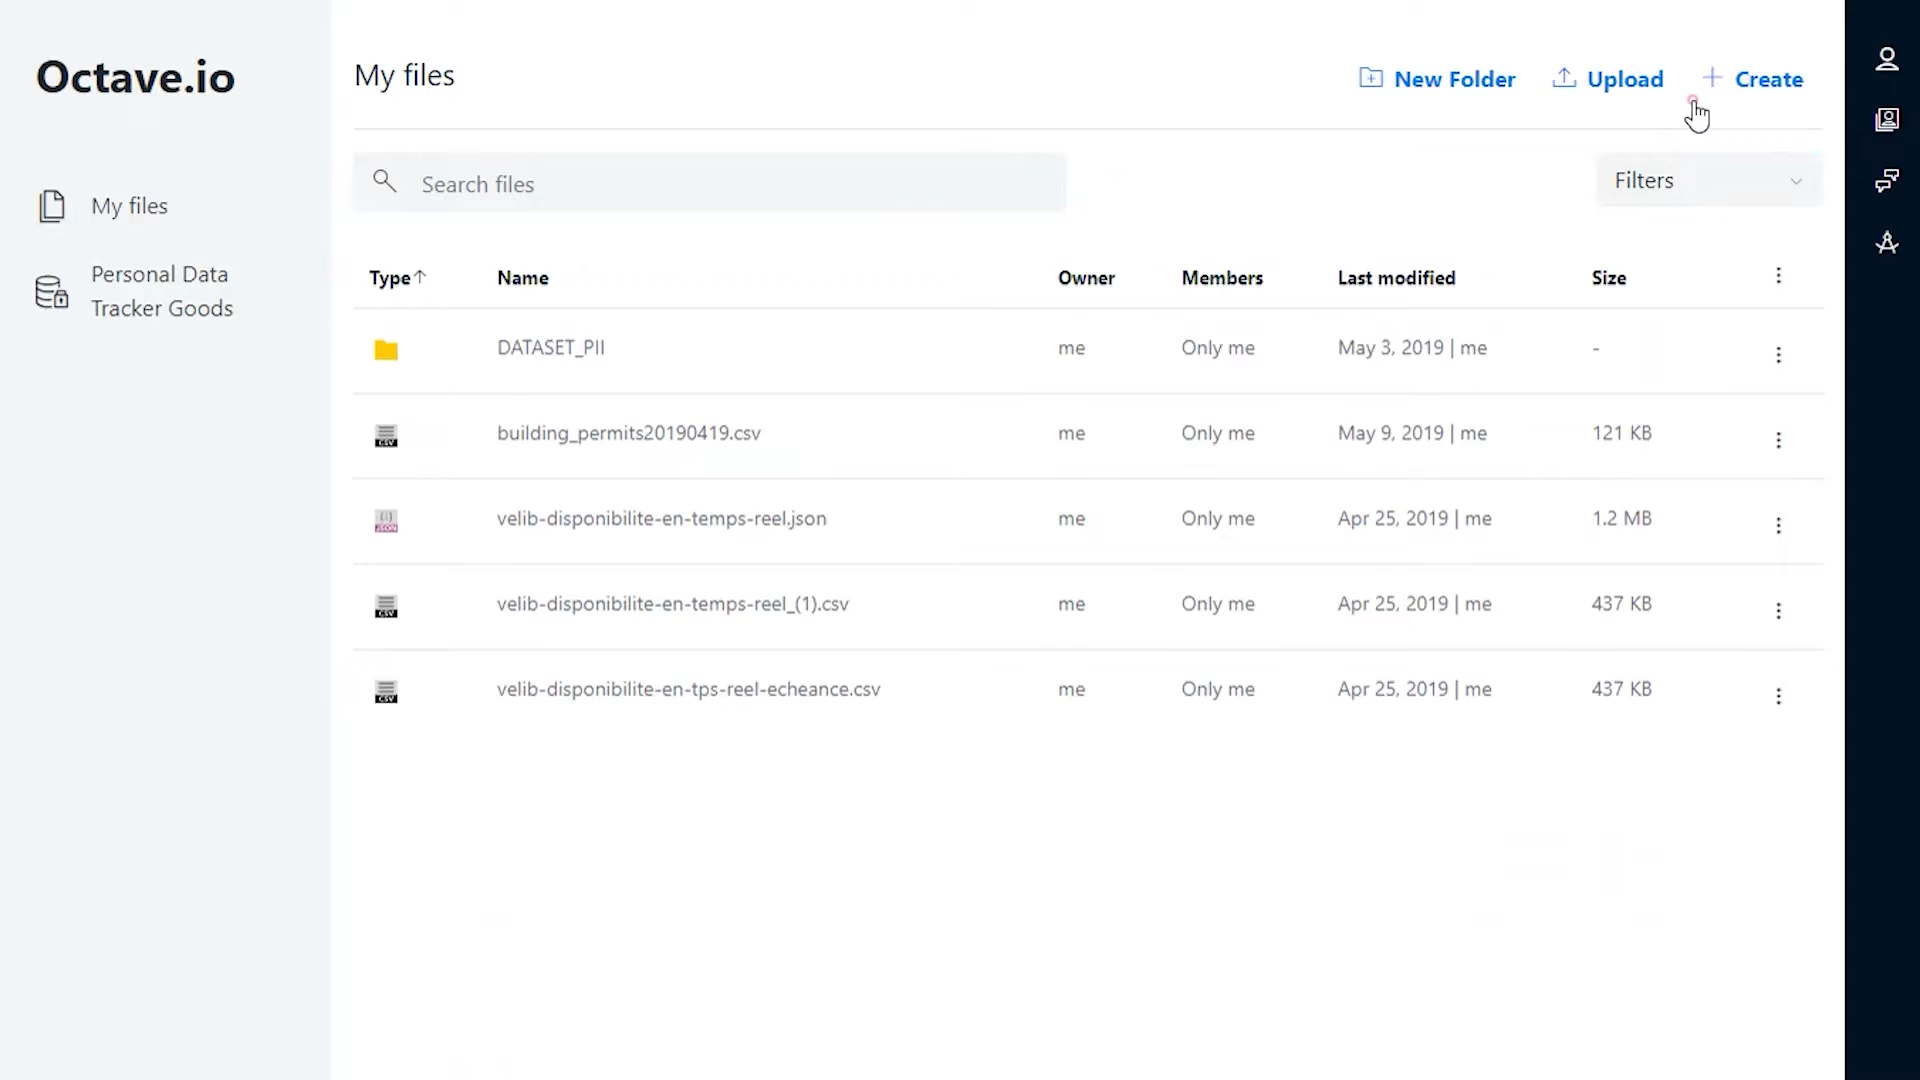 Octave.io
My files
Personal Data
Tracker Goods
My files
New Folder
Upload
Create
Search files
Filters
Type Name Owner Members Last modified Size
DATASET_PII me Only me May 3, 2019 | me -
CSV building_permits20190419.csv me Only me May 9, 2019 | me 121 KB
JSON velib-disponibilite-en-temps-reel.json me Only me Apr 25, 2019 | me 1.2 MB
CSV velib-disponibilite-en-temps-reel_(1).csv me Only me Apr 25, 2019 | me 437 KB
CSV velib-disponibilite-en-tps-reel-echeance.csv me Only me Apr 25, 2019 | me 437 KB